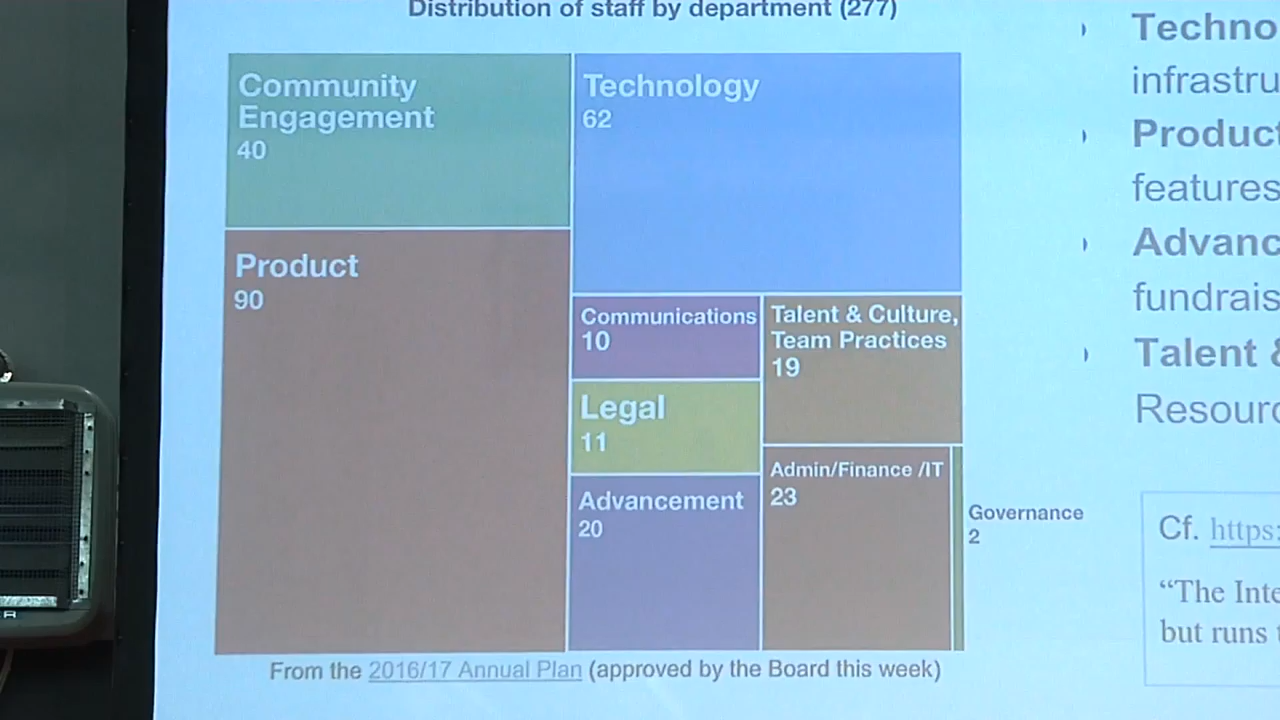 Distribution of staff by department (277)
Community
Engagement
40
Technology
62
Product
90
Communications
10
Talent & Culture,
Team Practices
19
Legal
11
Advancement
20
Admin/Finance /IT
23
Governance
2
From the 2016/17 Annual Plan (approved by the Board this week)
Techno
infrastru
Product
features
Advanc
fundrais
Talent &
Resourc
Cf. https:
“The Inte
but runs